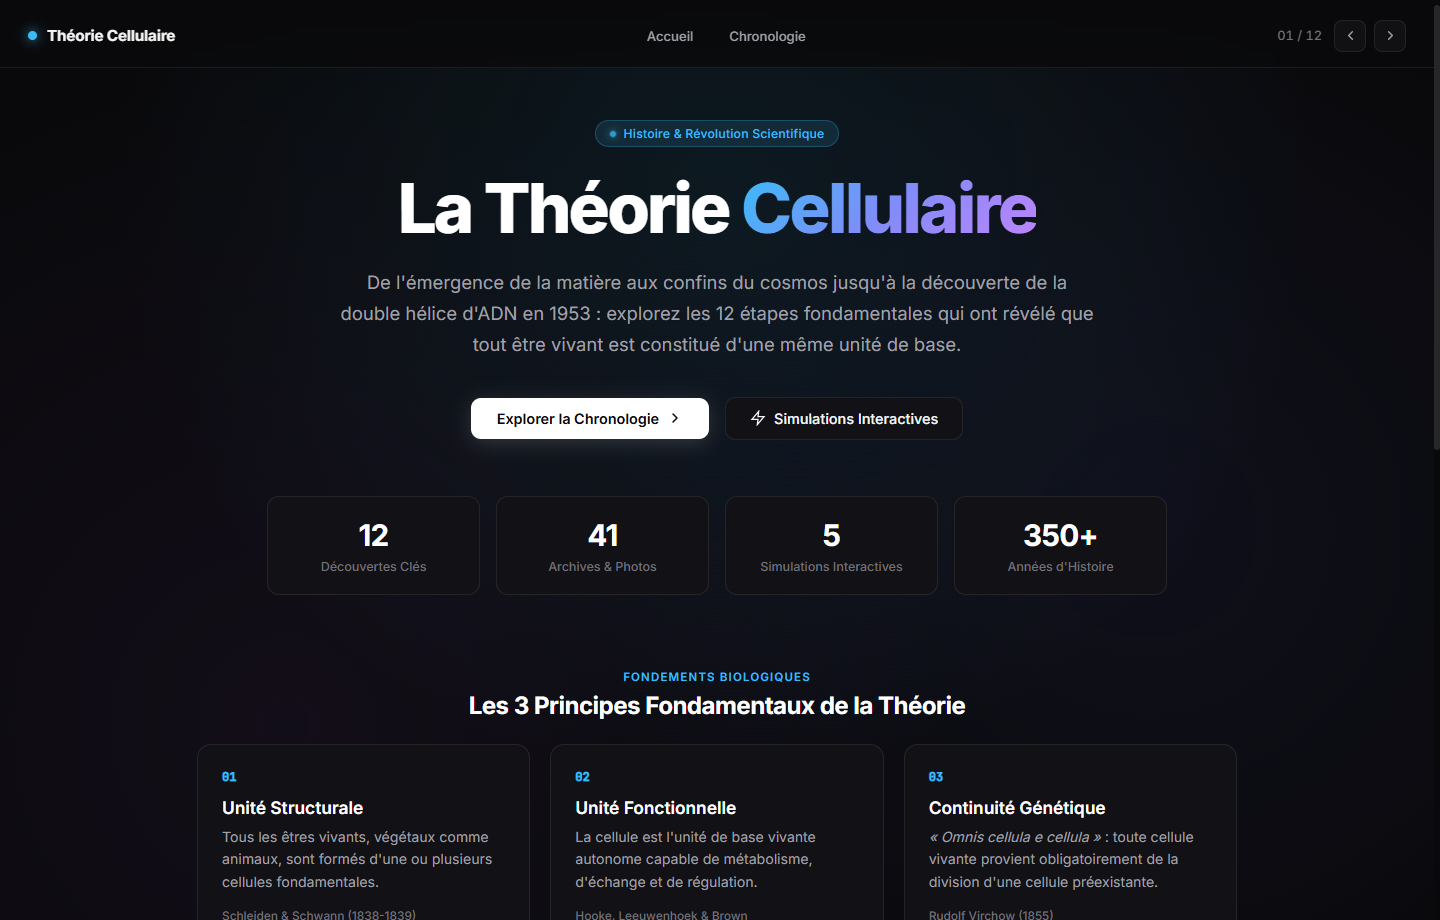 Théorie Cellulaire
Accueil
Chronologie
01 / 12
Histoire & Révolution Scientifique
La Théorie Cellulaire
De l'émergence de la matière aux confins du cosmos jusqu'à la découverte de la
double hélice d'ADN en 1953 : explorez les 12 étapes fondamentales qui ont révélé que
tout être vivant est constitué d'une même unité de base.
Explorer la Chronologie
Simulations Interactives
12
Découvertes Clés
41
Archives & Photos
5
Simulations Interactives
350+
Années d'Histoire
FONDEMENTS BIOLOGIQUES
Les 3 Principes Fondamentaux de la Théorie
01
Unité Structurale
Tous les êtres vivants, végétaux comme
animaux, sont formés d'une ou plusieurs
cellules fondamentales.
Schleiden & Schwann (1838-1839)
02
Unité Fonctionnelle
La cellule est l'unité de base vivante
autonome capable de métabolisme,
d'échange et de régulation.
Hooke, Leeuwenhoek & Brown
03
Continuité Génétique
« Omnis cellula e cellula » : toute cellule
vivante provient obligatoirement de la
division d'une cellule préexistante.
Rudolf Virchow (1855)